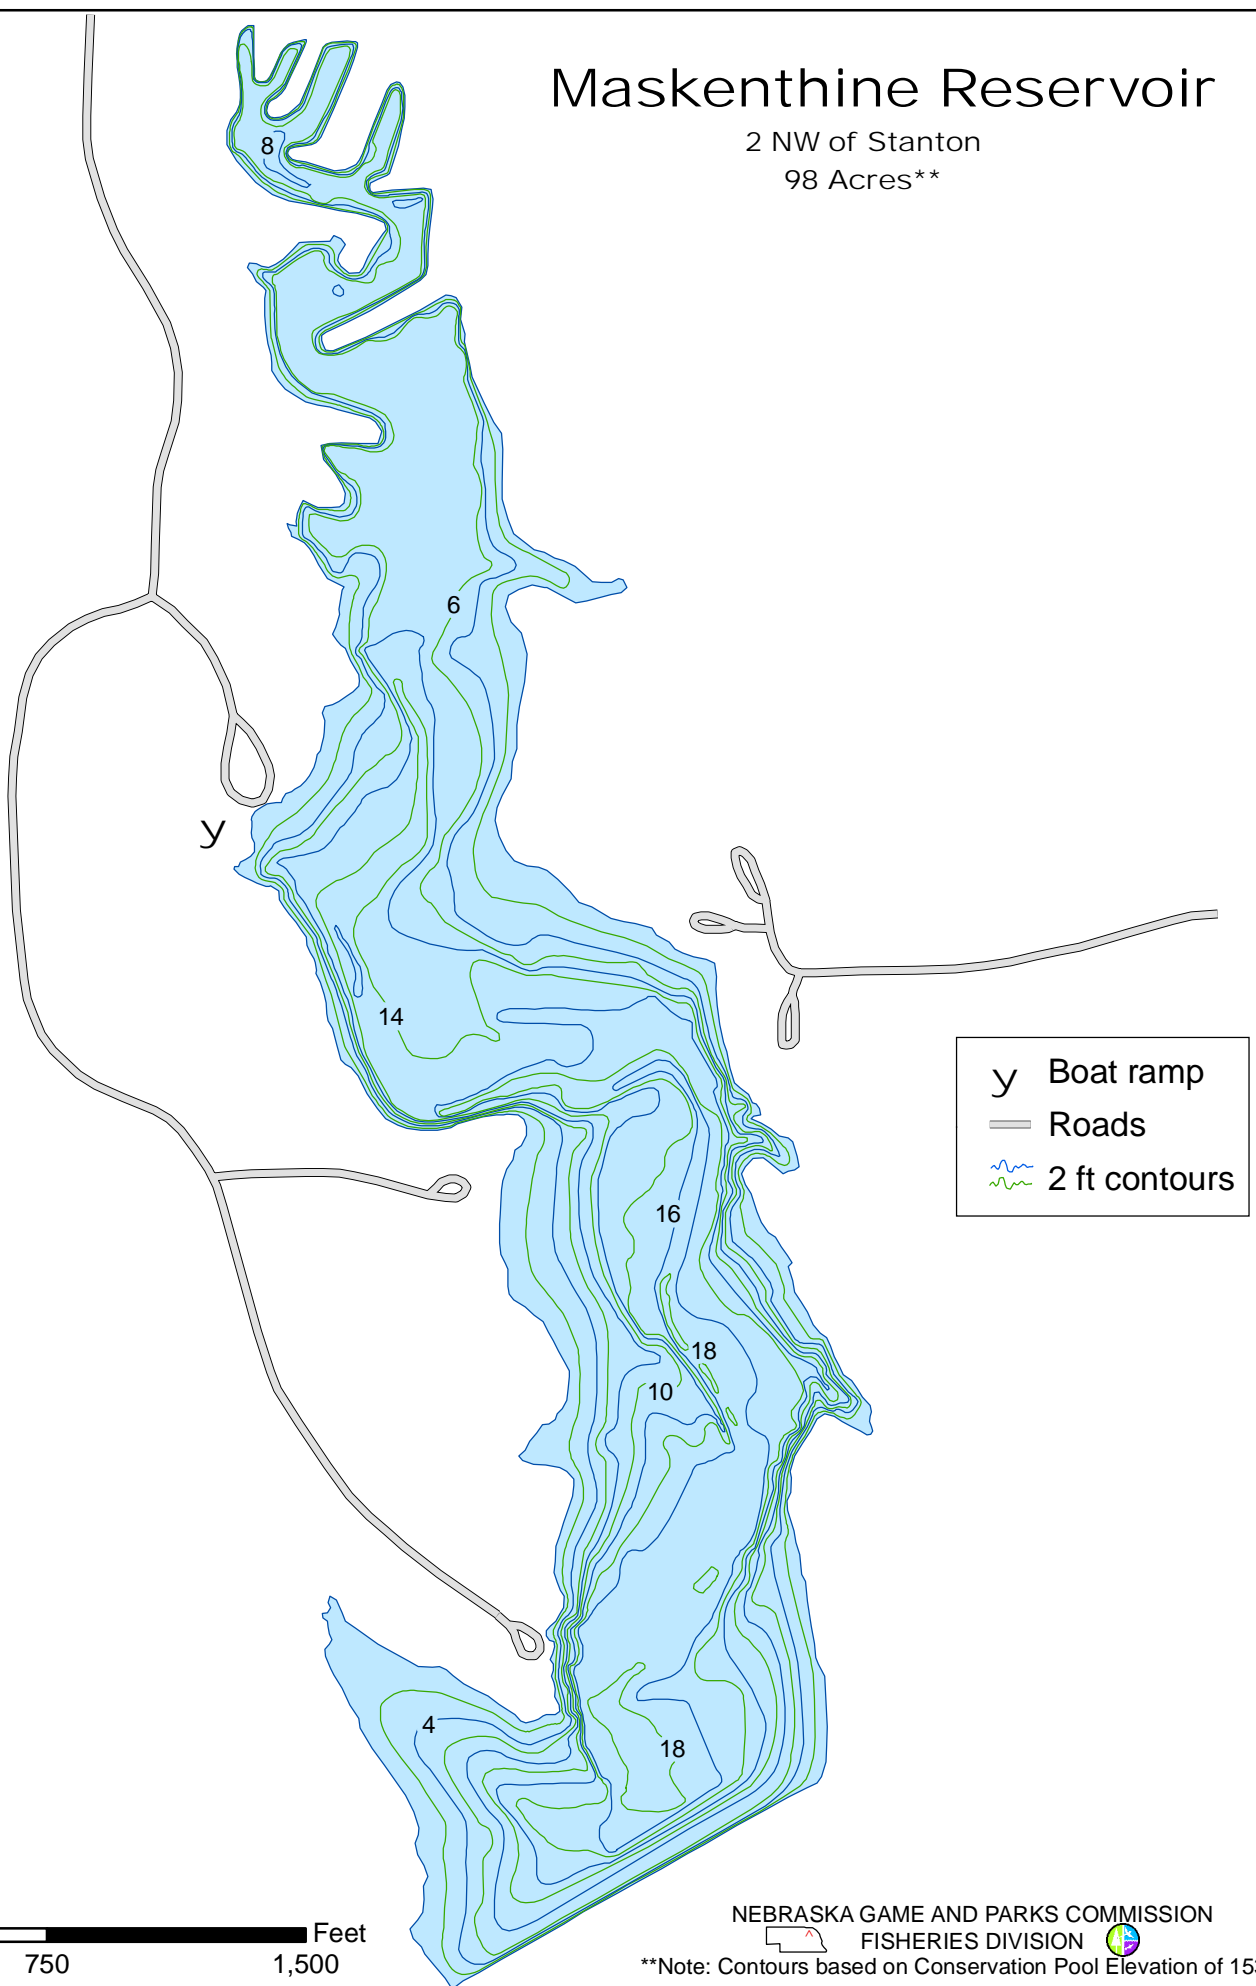 Maskenthine Reservoir
2 NW of Stanton
98 Acres**
8
6
y
14
y Boat ramp
Roads
2 ft contours
16
18
10
4
18
Feet
750 1,500
NEBRASKA GAME AND PARKS COMMISSION
FISHERIES DIVISION
**Note: Contours based on Conservation Pool Elevation of